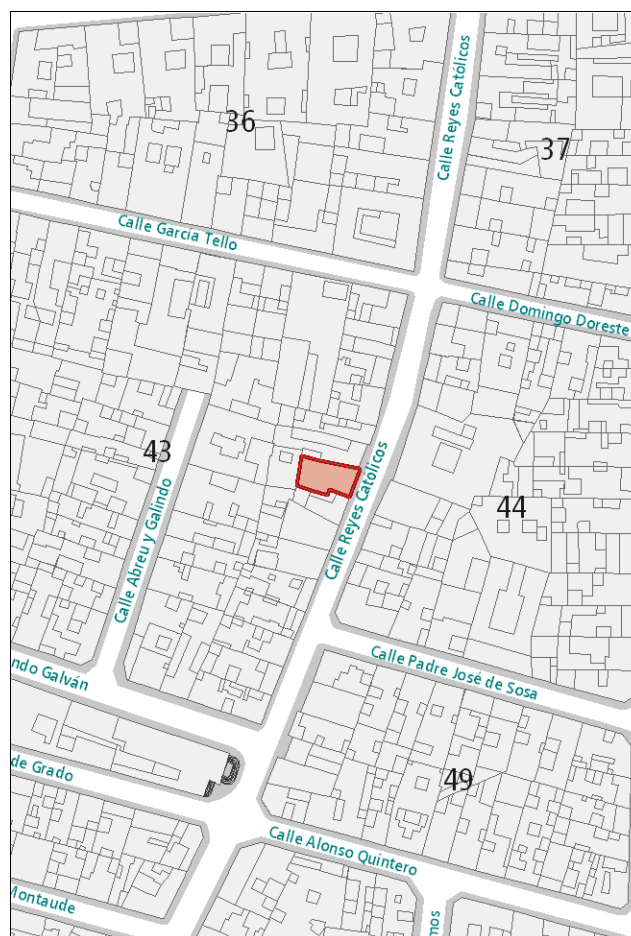 Calle Reyes Católicos
36
37
Calle García Tello
Calle Domingo Doreste
43
Calle Reyes Católicos
44
Calle Abreu y Galindo
ndo Galván
Calle Padre José de Sosa
de Grado
49
Calle Alonso Quintero
Montaude
mos